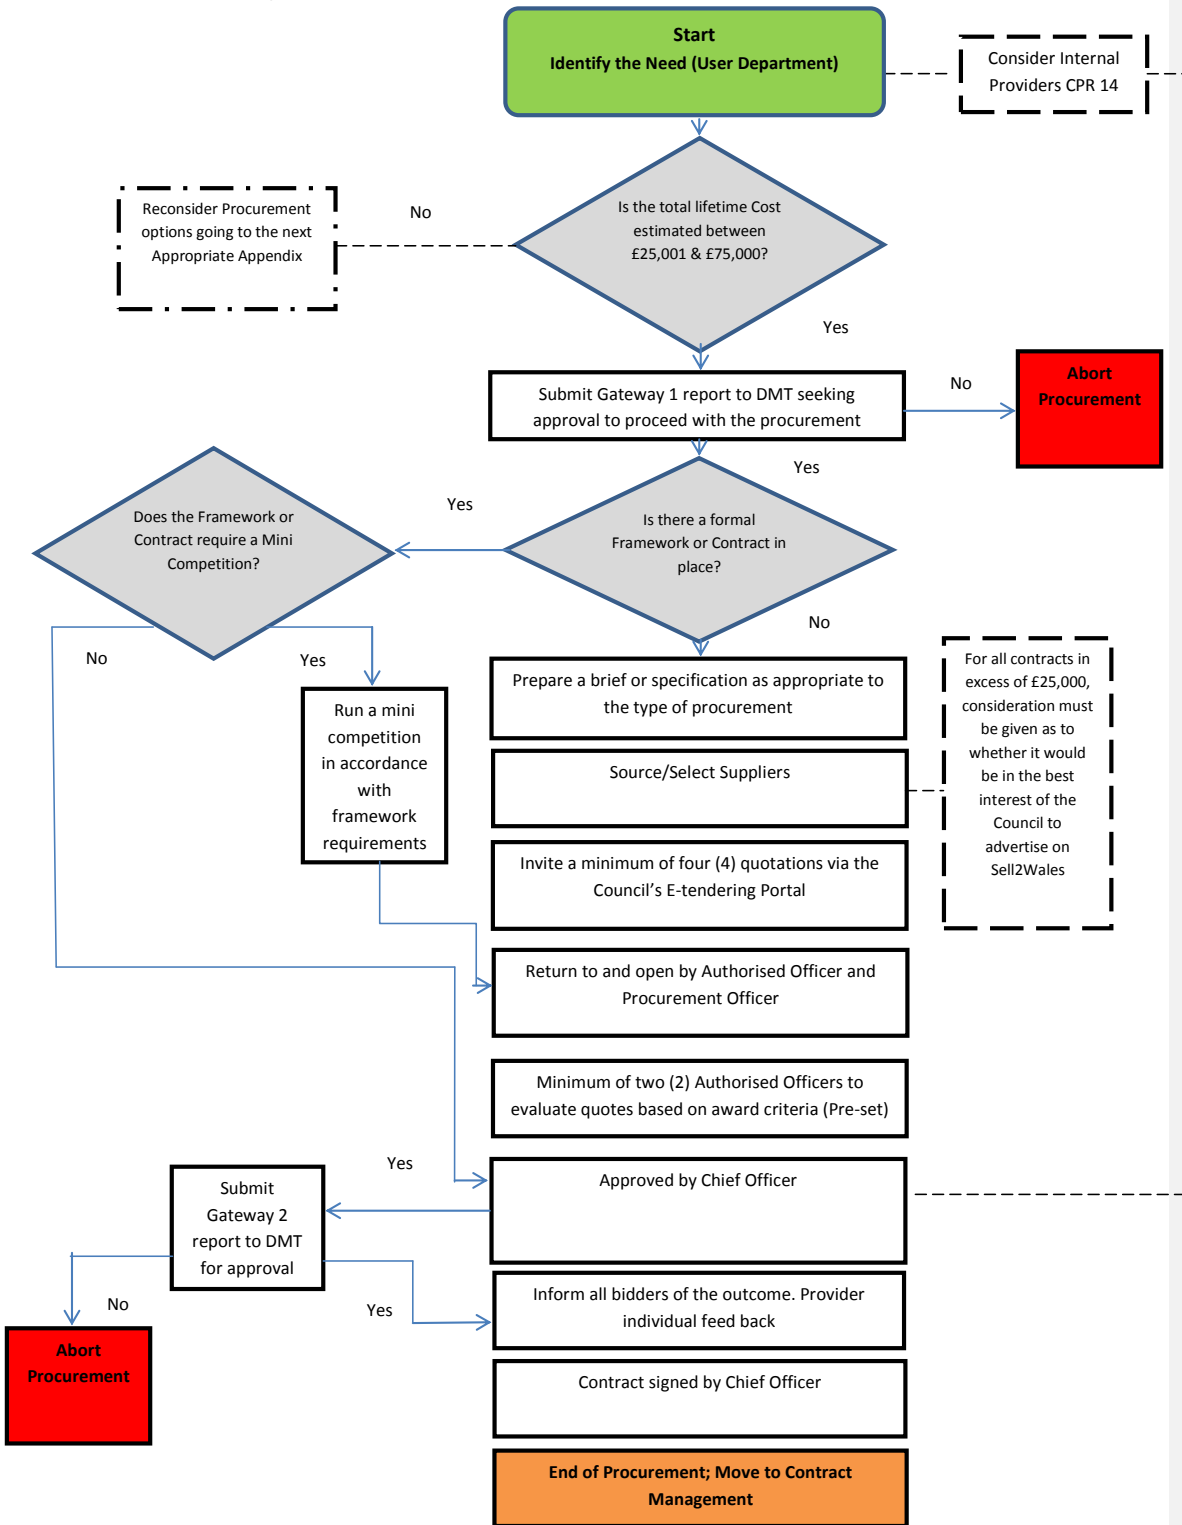 Start
Identify the Need (User Department)
Consider Internal
Providers CPR 14
Is the total lifetime Cost
estimated between
£25,001 & £75,000?
No
Reconsider Procurement
options going to the next
Appropriate Appendix
Yes
Submit Gateway 1 report to DMT seeking
approval to proceed with the procurement
No
Abort
Procurement
Yes
Is there a formal
Framework or Contract in
place?
Yes
Does the Framework or
Contract require a Mini
Competition?
No
No
Yes
Run a mini
competition
in accordance
with
framework
requirements
Prepare a brief or specification as appropriate to
the type of procurement
Source/Select Suppliers
For all contracts in
excess of £25,000,
consideration must
be given as to
whether it would
be in the best
interest of the
Council to
advertise on
Sell2Wales
Invite a minimum of four (4) quotations via the
Council’s E-tendering Portal
Return to and open by Authorised Officer and
Procurement Officer
Minimum of two (2) Authorised Officers to
evaluate quotes based on award criteria (Pre-set)
Approved by Chief Officer
Yes
Submit
Gateway 2
report to DMT
for approval
No
Abort
Procurement
Yes
Inform all bidders of the outcome. Provider
individual feed back
Contract signed by Chief Officer
End of Procurement; Move to Contract
Management